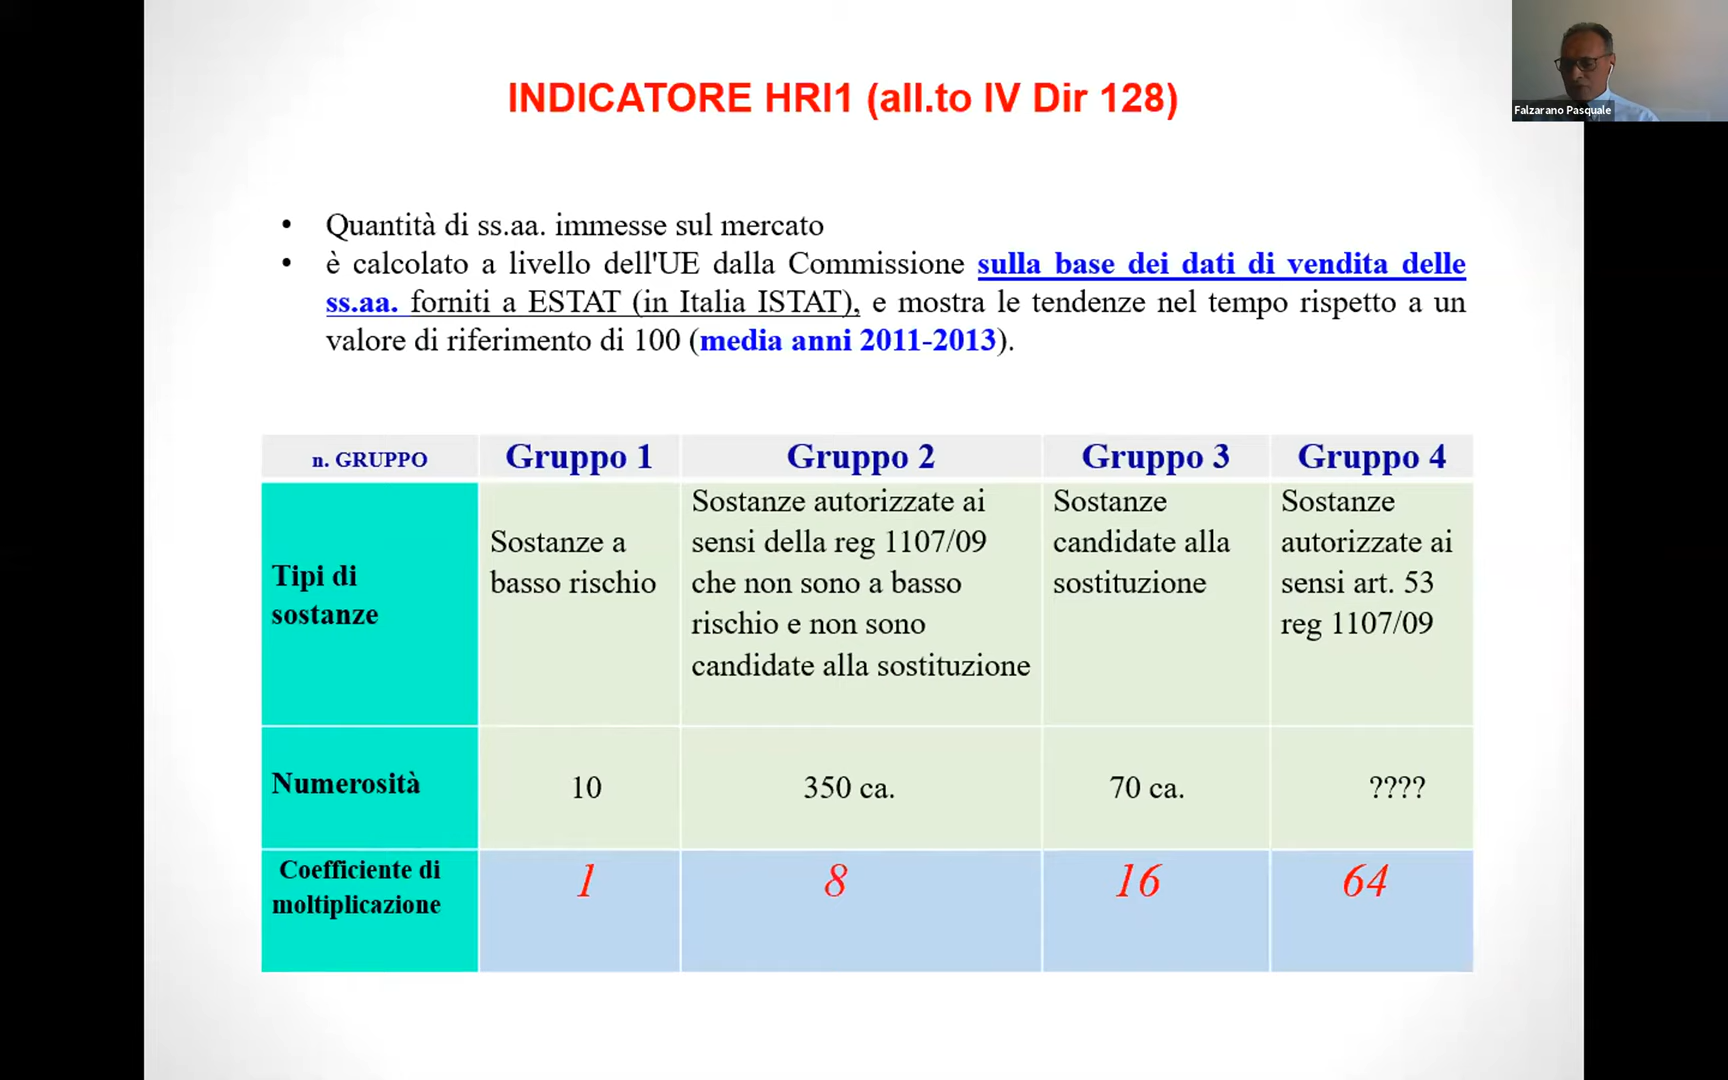 INDICATORE HRI1 (all.to IV Dir 128)
Falzarano Pasquale
• Quantità di ss.aa. immesse sul mercato
• è calcolato a livello dell'UE dalla Commissione sulla base dei dati di vendita delle
ss.aa. forniti a ESTAT (in Italia ISTAT), e mostra le tendenze nel tempo rispetto a un
valore di riferimento di 100 (media anni 2011-2013).
n. GRUPPO
Gruppo 1
Gruppo 2
Gruppo 3
Gruppo 4
Tipi di
sostanze
Sostanze a
basso rischio
Sostanze autorizzate ai
sensi della reg 1107/09
che non sono a basso
rischio e non sono
candidate alla sostituzione
Sostanze
candidate alla
sostituzione
Sostanze
autorizzate ai
sensi art. 53
reg 1107/09
Numerosità
10
350 ca.
70 ca.
????
Coefficiente di
moltiplicazione
1
8
16
64